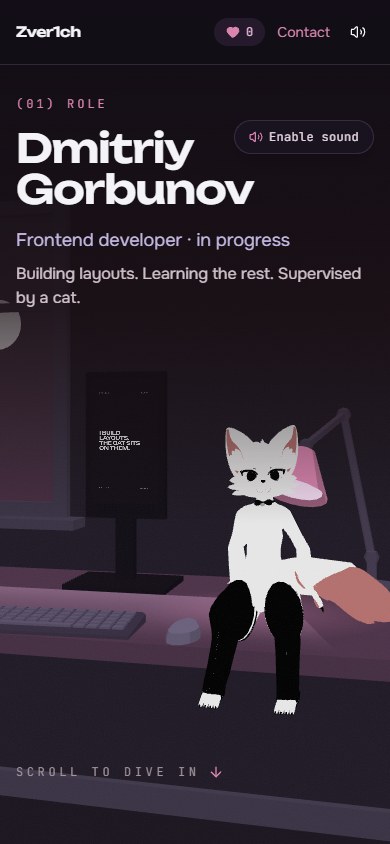 Zver1ch
0
Contact
(01) ROLE
Enable sound
Dmitriy
Gorbunov
Frontend developer · in progress
Building layouts. Learning the rest. Supervised
by a cat.
I BUILD
LAYOUTS.
THE CAT SITS
ON THEM.
SCROLL TO DIVE IN